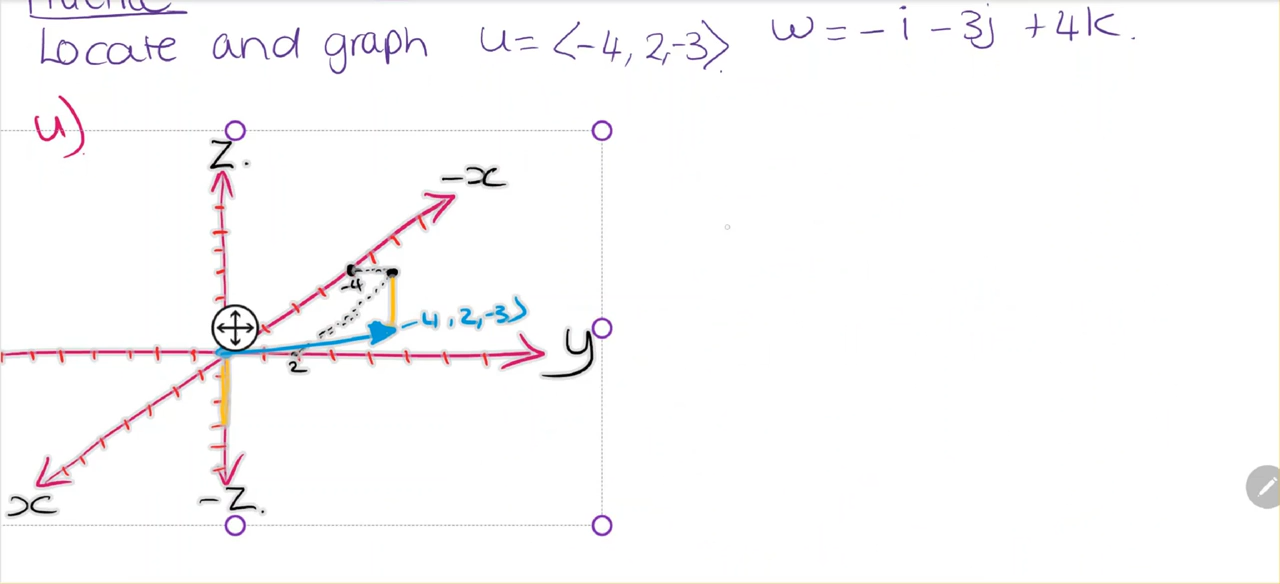 Locate and graph u = ⟨-4, 2, -3⟩ w = - i - 3j + 4k.
u)
z.
-x
-4
-4, 2, -3⟩
2
y
x
-z.